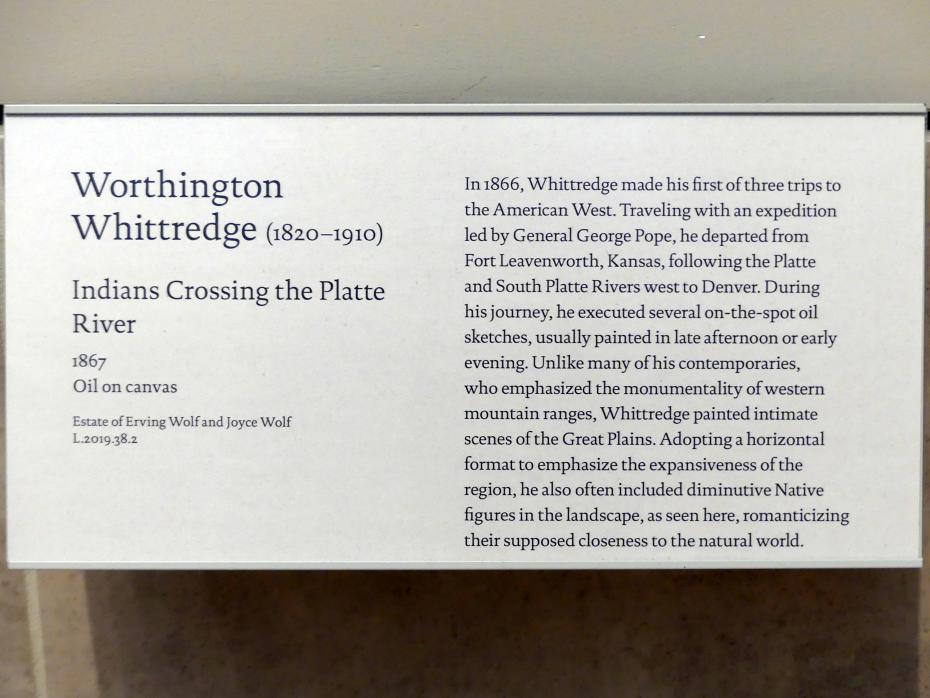 Worthington
Whittredge (1820–1910)
Indians Crossing the Platte
River
1867
Oil on canvas
Estate of Erving Wolf and Joyce Wolf
L.2019.38.2
In 1866, Whittredge made his first of three trips to
the American West. Traveling with an expedition
led by General George Pope, he departed from
Fort Leavenworth, Kansas, following the Platte
and South Platte Rivers west to Denver. During
his journey, he executed several on-the-spot oil
sketches, usually painted in late afternoon or early
evening. Unlike many of his contemporaries,
who emphasized the monumentality of western
mountain ranges, Whittredge painted intimate
scenes of the Great Plains. Adopting a horizontal
format to emphasize the expansiveness of the
region, he also often included diminutive Native
figures in the landscape, as seen here, romanticizing
their supposed closeness to the natural world.